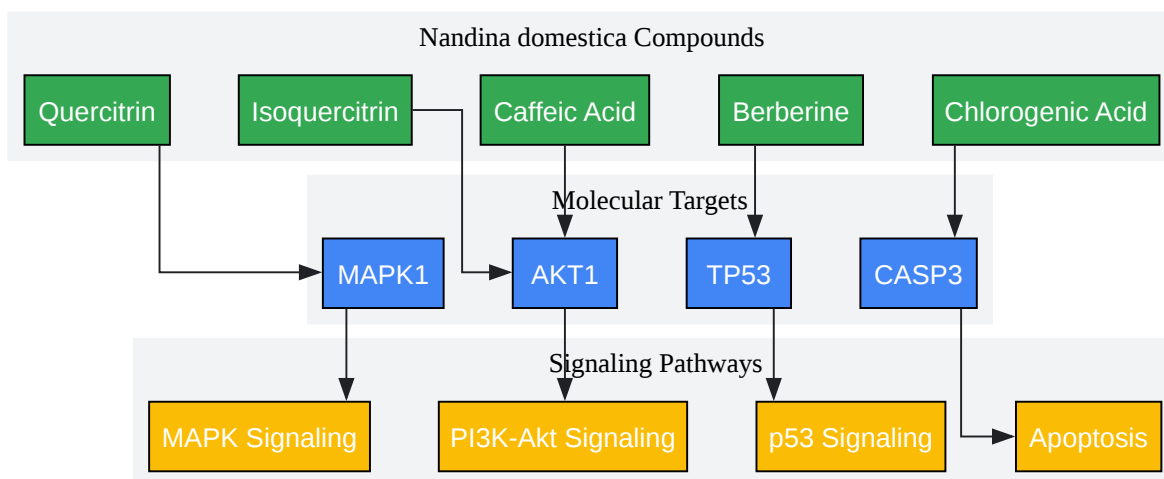 Nandina domestica Compounds
Quercitrin
Isoquercitrin
Caffeic Acid
Berberine
Chlorogenic Acid
Molecular Targets
MAPK1
AKT1
TP53
CASP3
Signaling Pathways
MAPK Signaling
PI3K-Akt Signaling
p53 Signaling
Apoptosis